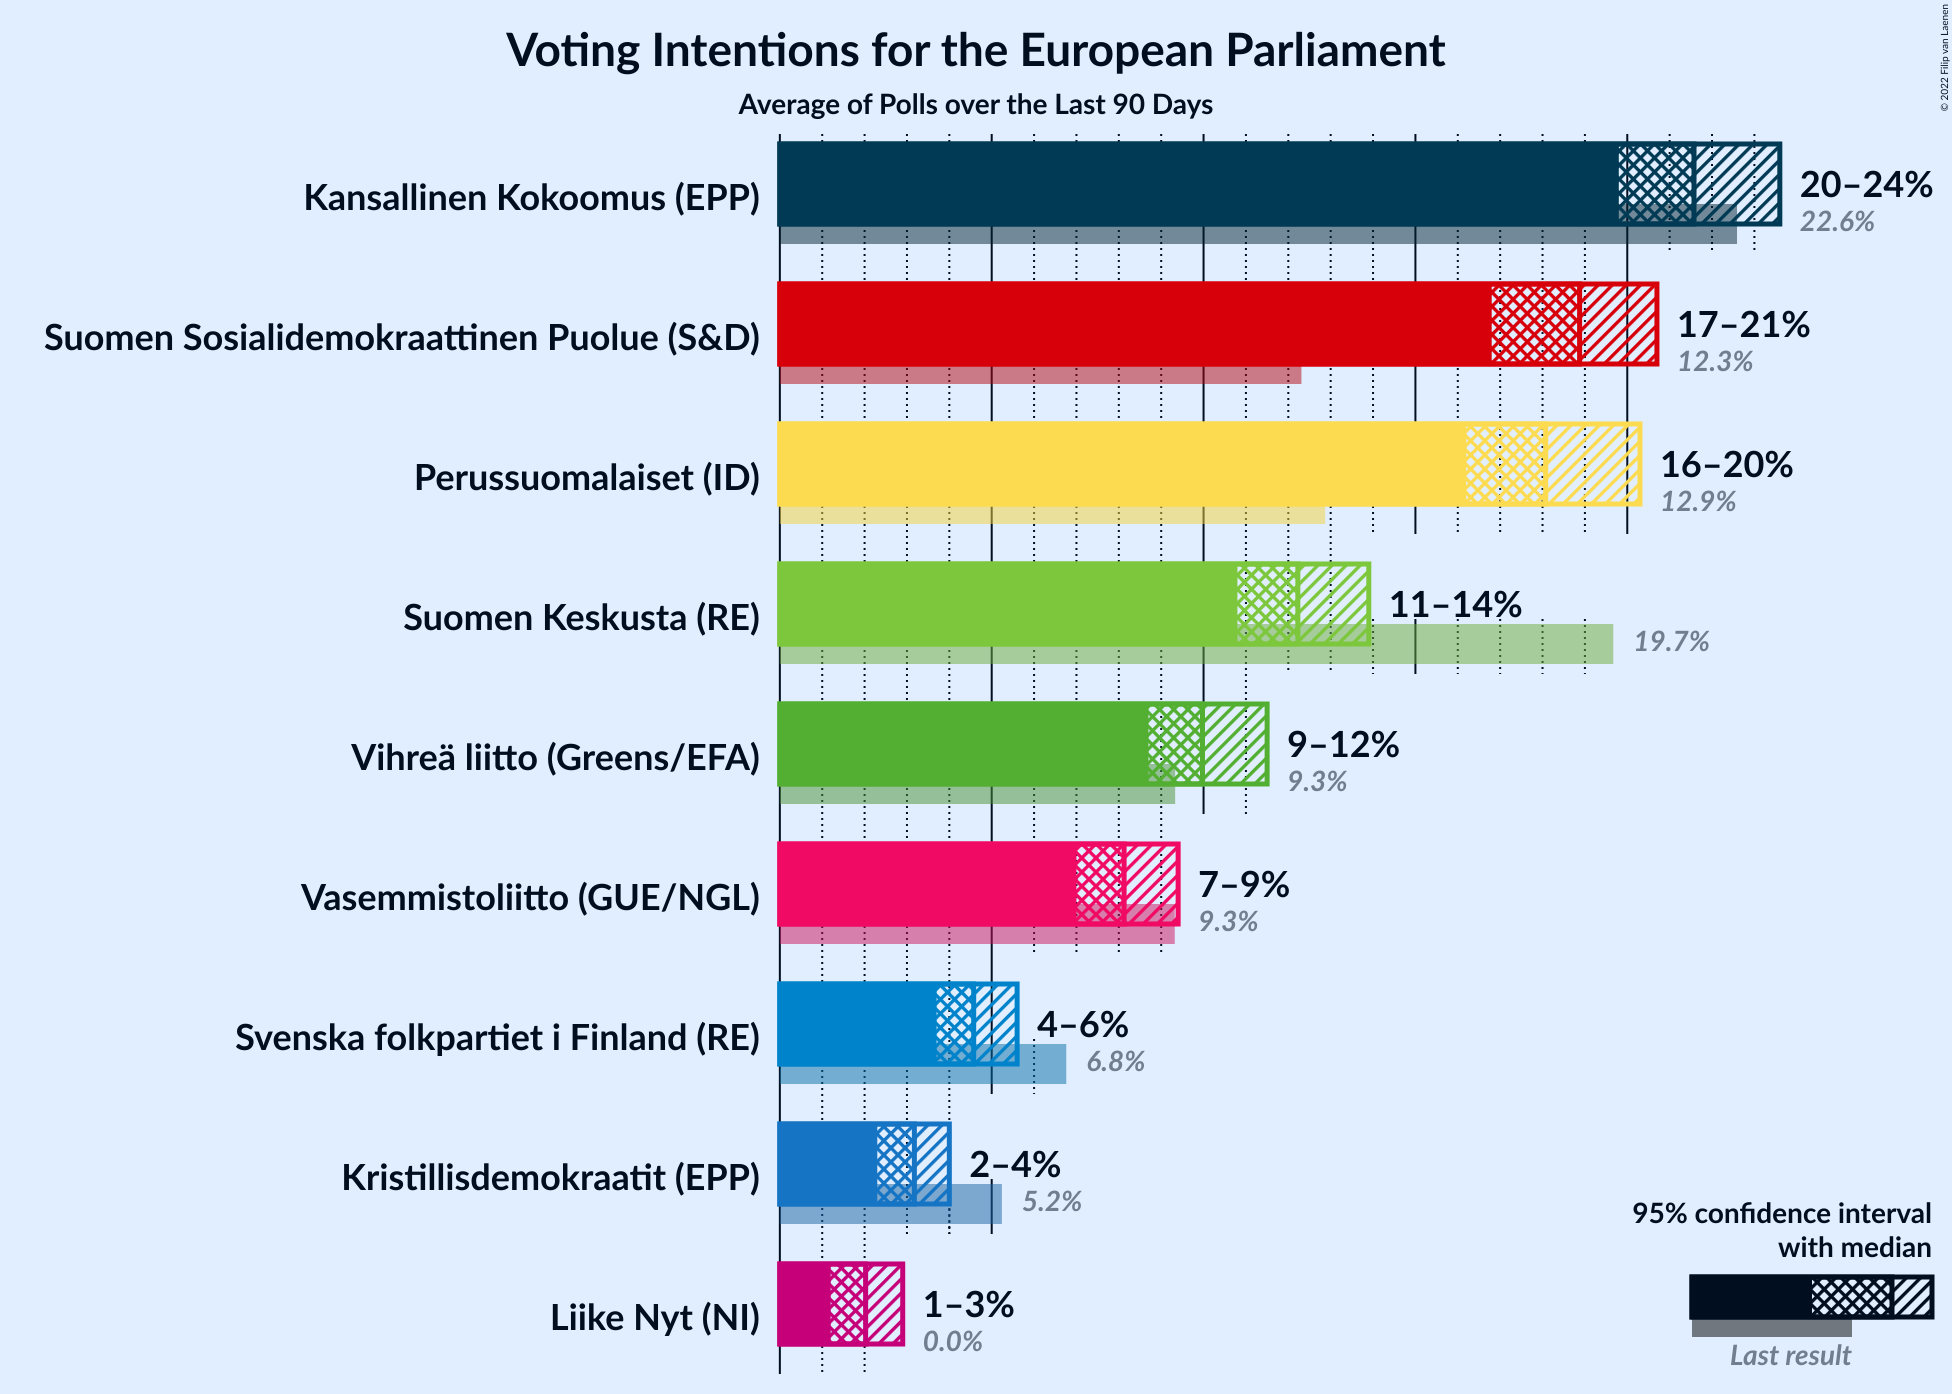 Voting Intentions for the European Parliament
Average of Polls over the Last 90 Days
© 2022 Filip van Laenen
Kansallinen Kokoomus (EPP)
20–24%
22.6%
Suomen Sosialidemokraattinen Puolue (S&D)
17–21%
12.3%
Perussuomalaiset (ID)
16–20%
12.9%
Suomen Keskusta (RE)
11–14%
19.7%
Vihreä liitto (Greens/EFA)
9–12%
9.3%
Vasemmistoliitto (GUE/NGL)
7–9%
9.3%
Svenska folkpartiet i Finland (RE)
4–6%
6.8%
Kristillisdemokraatit (EPP)
2–4%
5.2%
Liike Nyt (NI)
1–3%
0.0%
95% confidence interval
with median
Last result